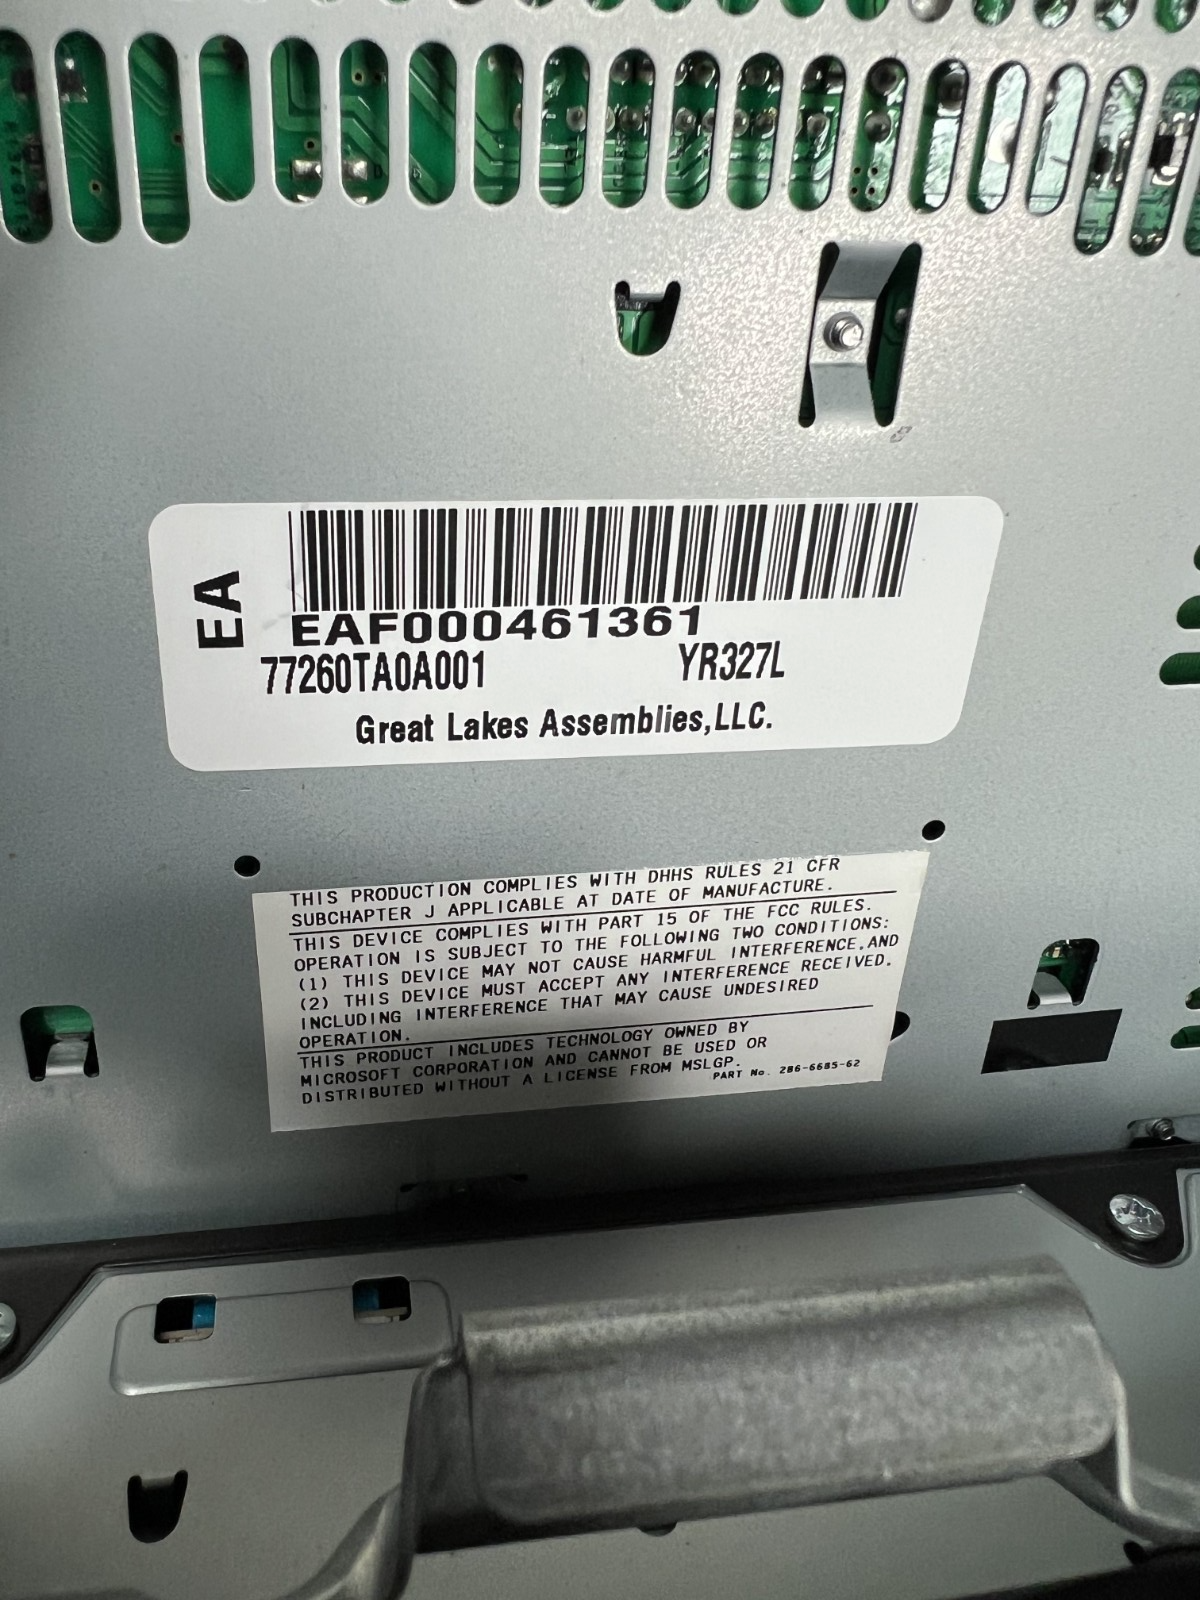 EA
EAF000461361
77260TA0A001 YR327L
Great Lakes Assemblies, LLC.
THIS PRODUCTION COMPLIES WITH DHHS RULES 21 CFR
SUBCHAPTER J APPLICABLE AT DATE OF MANUFACTURE.
THIS DEVICE COMPLIES WITH PART 15 OF THE FCC RULES.
OPERATION IS SUBJECT TO THE FOLLOWING TWO CONDITIONS:
(1) THIS DEVICE MAY NOT CAUSE HARMFUL INTERFERENCE, AND
(2) THIS DEVICE MUST ACCEPT ANY INTERFERENCE RECEIVED.
INCLUDING INTERFERENCE THAT MAY CAUSE UNDESIRED
OPERATION.
THIS PRODUCT INCLUDES TECHNOLOGY OWNED BY
MICROSOFT CORPORATION AND CANNOT BE USED OR
DISTRIBUTED WITHOUT A LICENSE FROM MSLGP.
PART No. 286-6685-62